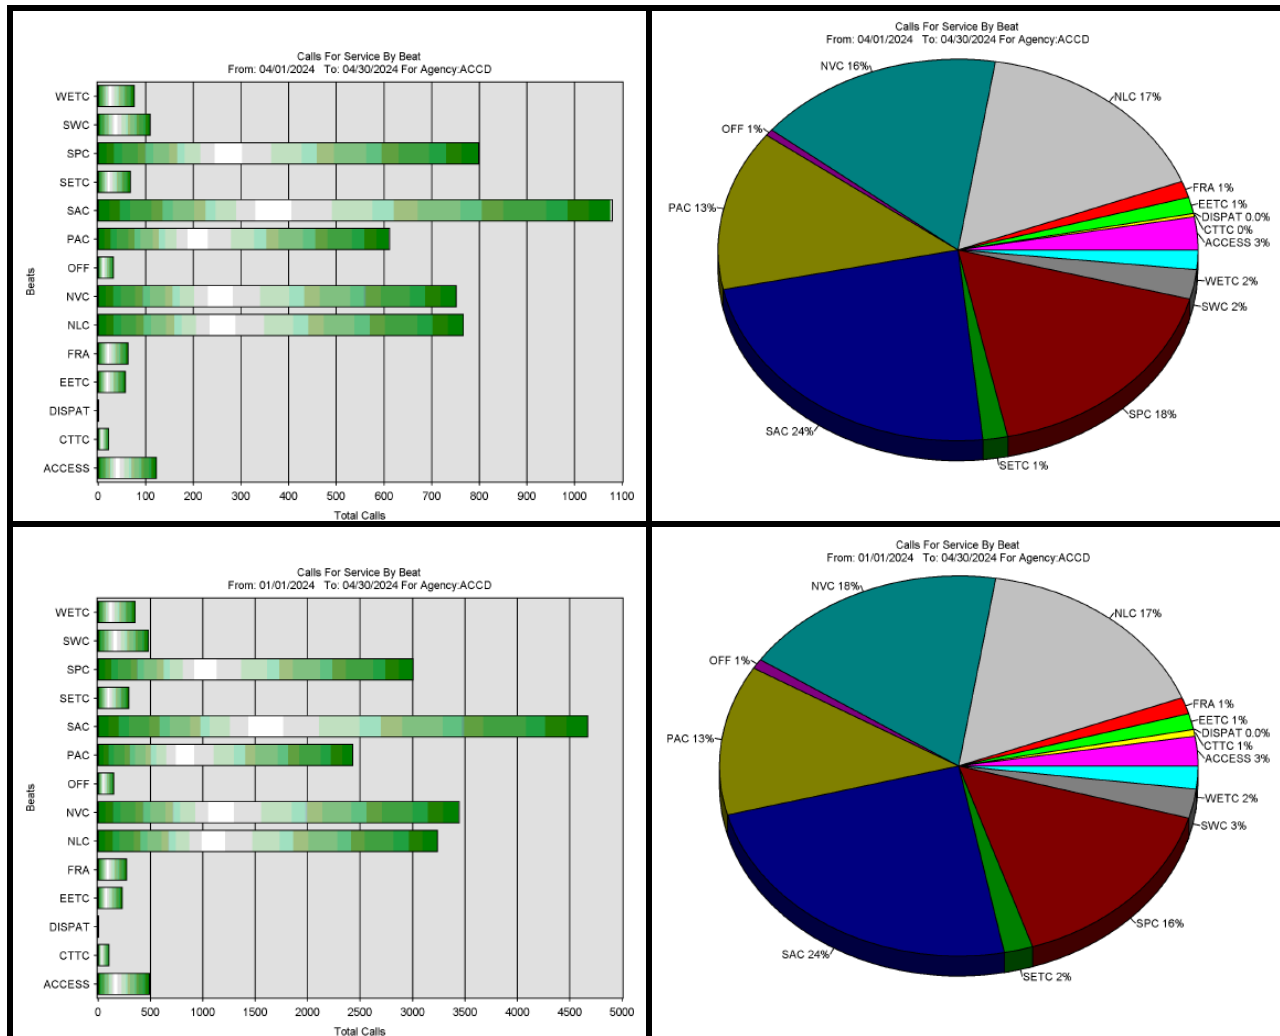 Calls For Service By Beat
From: 04/01/2024 To: 04/30/2024 For Agency:ACCD
WETC
SWC
SPC
SETC
SAC
PAC
OFF
NVC
NLC
FRA
EETC
DISPAT
CTTC
ACCESS
Beats
0 100 200 300 400 500 600 700 800 900 1000 1100
Total Calls
Calls For Service By Beat
From: 04/01/2024 To: 04/30/2024 For Agency:ACCD
NVC 16%
NLC 17%
OFF 1%
FRA 1%
EETC 1%
PAC 13%
DISPAT 0.0%
CTTC 0%
ACCESS 3%
WETC 2%
SWC 2%
SPC 18%
SAC 24%
SETC 1%
Calls For Service By Beat
From: 01/01/2024 To: 04/30/2024 For Agency:ACCD
WETC
SWC
SPC
SETC
SAC
PAC
OFF
NVC
NLC
FRA
EETC
DISPAT
CTTC
ACCESS
Beats
0 500 1000 1500 2000 2500 3000 3500 4000 4500 5000
Total Calls
Calls For Service By Beat
From: 01/01/2024 To: 04/30/2024 For Agency:ACCD
NVC 18%
NLC 17%
OFF 1%
FRA 1%
EETC 1%
DISPAT 0.0%
PAC 13%
CTTC 1%
ACCESS 3%
WETC 2%
SWC 3%
SPC 16%
SAC 24%
SETC 2%